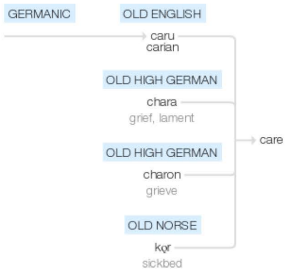 GERMANIC
OLD ENGLISH
caru
carian
OLD HIGH GERMAN
chara
grief, lament
care
OLD HIGH GERMAN
charon
grieve
OLD NORSE
kǫr
sickbed